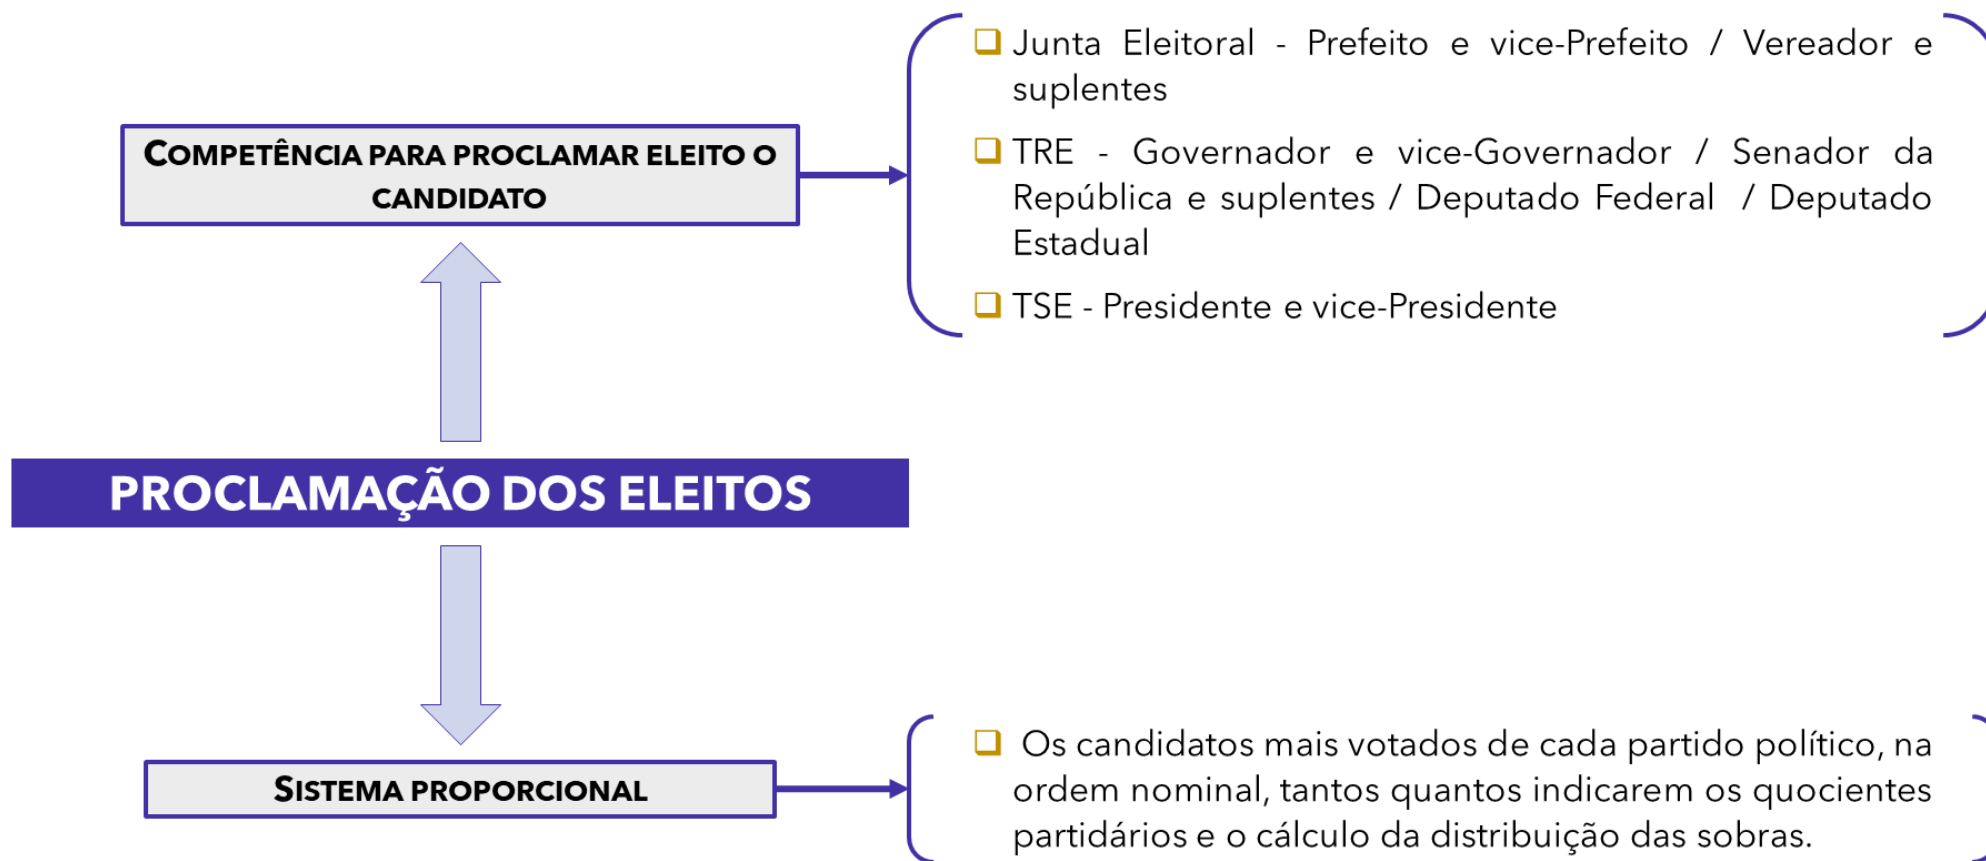 COMPETÊNCIA PARA PROCLAMAR ELEITO O
CANDIDATO
Junta Eleitoral - Prefeito e vice-Prefeito / Vereador e
suplentes
TRE - Governador e vice-Governador / Senador da
República e suplentes / Deputado Federal / Deputado
Estadual
TSE - Presidente e vice-Presidente
PROCLAMAÇÃO DOS ELEITOS
SISTEMA PROPORCIONAL
Os candidatos mais votados de cada partido político, na
ordem nominal, tantos quantos indicarem os quocientes
partidários e o cálculo da distribuição das sobras.